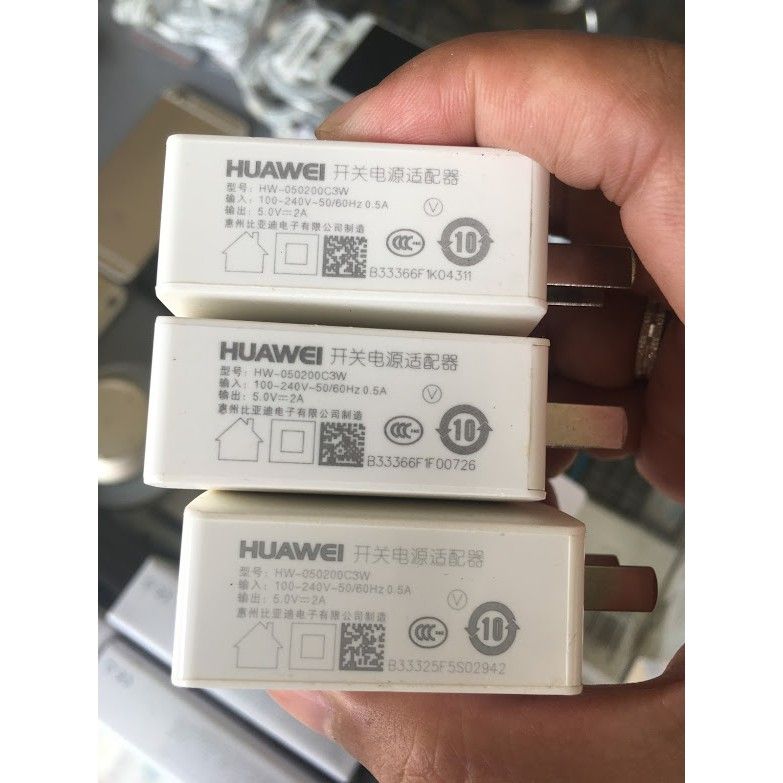 HUAWEI 开关电源适配器
型号: HW-050200C3W
输入: 100-240V~50/60Hz 0.5A
输出: 5.0V⎓2A
惠州比亚迪电子有限公司制造
V
CCC
10
B33366F1K04311
HUAWEI 开关电源适配器
型号: HW-050200C3W
输入: 100-240V~50/60Hz 0.5A
输出: 5.0V⎓2A
惠州比亚迪电子有限公司制造
V
CCC
10
B33366F1F00726
HUAWEI 开关电源适配器
型号: HW-050200C3W
输入: 100-240V~50/60Hz 0.5A
输出: 5.0V⎓2A
惠州比亚迪电子有限公司制造
V
CCC
10
B33325F5S02942